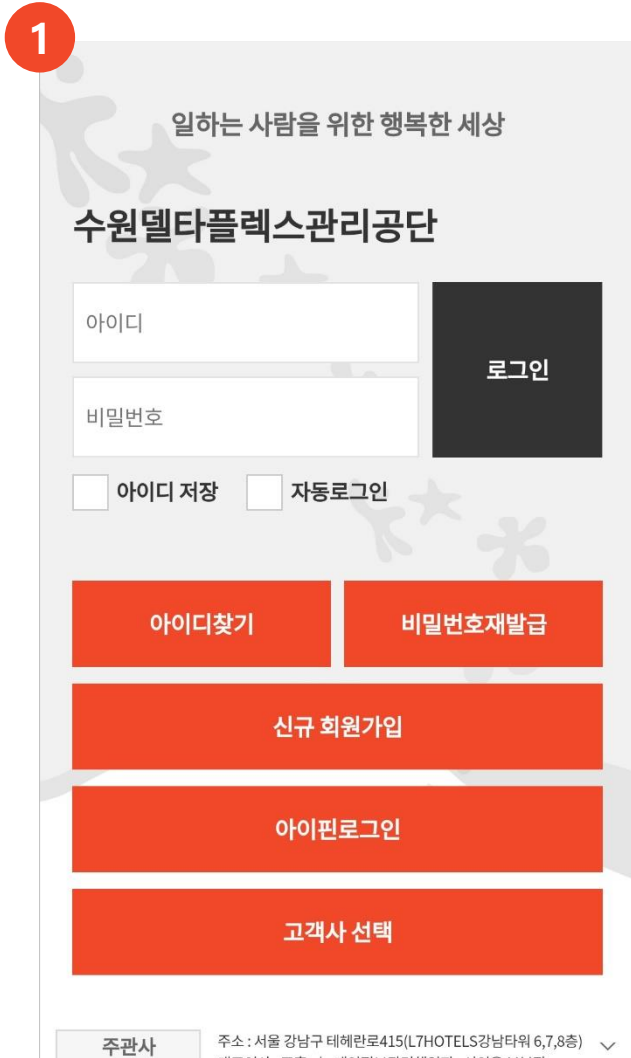 1
일하는 사람을 위한 행복한 세상
수원델타플렉스관리공단
아이디
로그인
비밀번호
아이디 저장
자동로그인
아이디찾기
비밀번호재발급
신규 회원가입
아이핀로그인
고객사 선택
주관사
주소 : 서울 강남구 테헤란로415(L7HOTELS강남타워 6,7,8층)